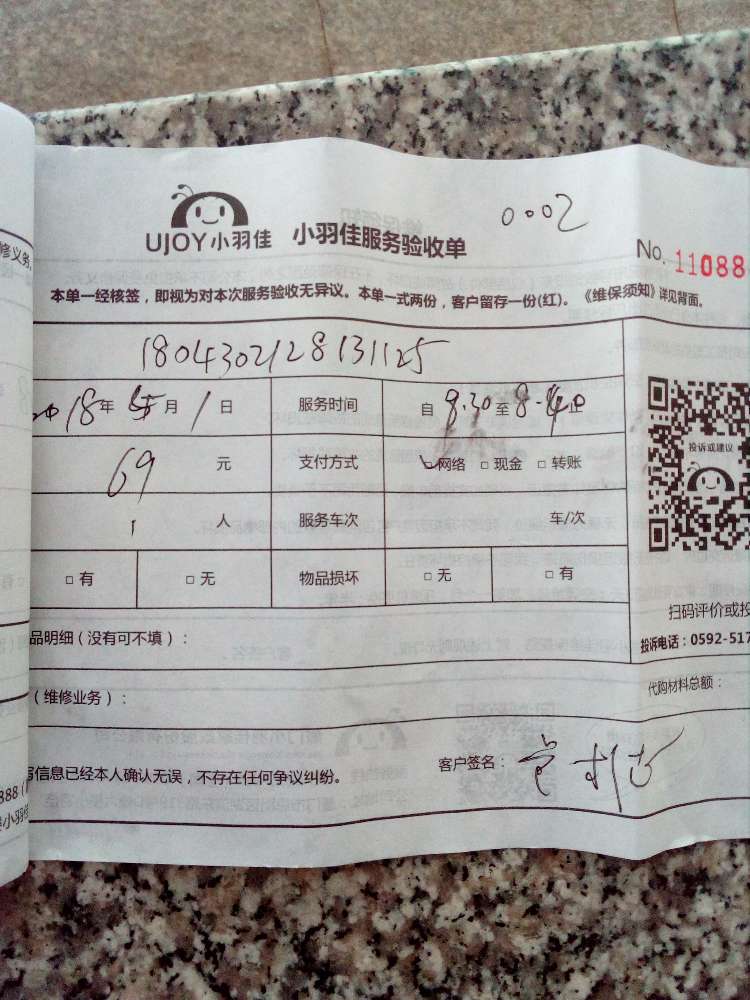 0002
UJOY小羽佳 小羽佳服务验收单
No. 11088
本单一经核签，即视为对本次服务验收无异议。本单一式两份，客户留存一份(红)。《维保须知》详见背面。
1804302128131125
18年 5月1日 服务时间 自 8.30至8.40止
69元 支付方式 ☑网络 □现金 □转账
1人 服务车次 车/次
□有 □无 物品损坏 □无 □有
投诉或建议
扫码评价或投
品明细（没有可不填）：
投诉电话：0592-517
（维修业务）：
代购材料总额：
信息已经本人确认无误，不存在任何争议纠纷。
客户签名：